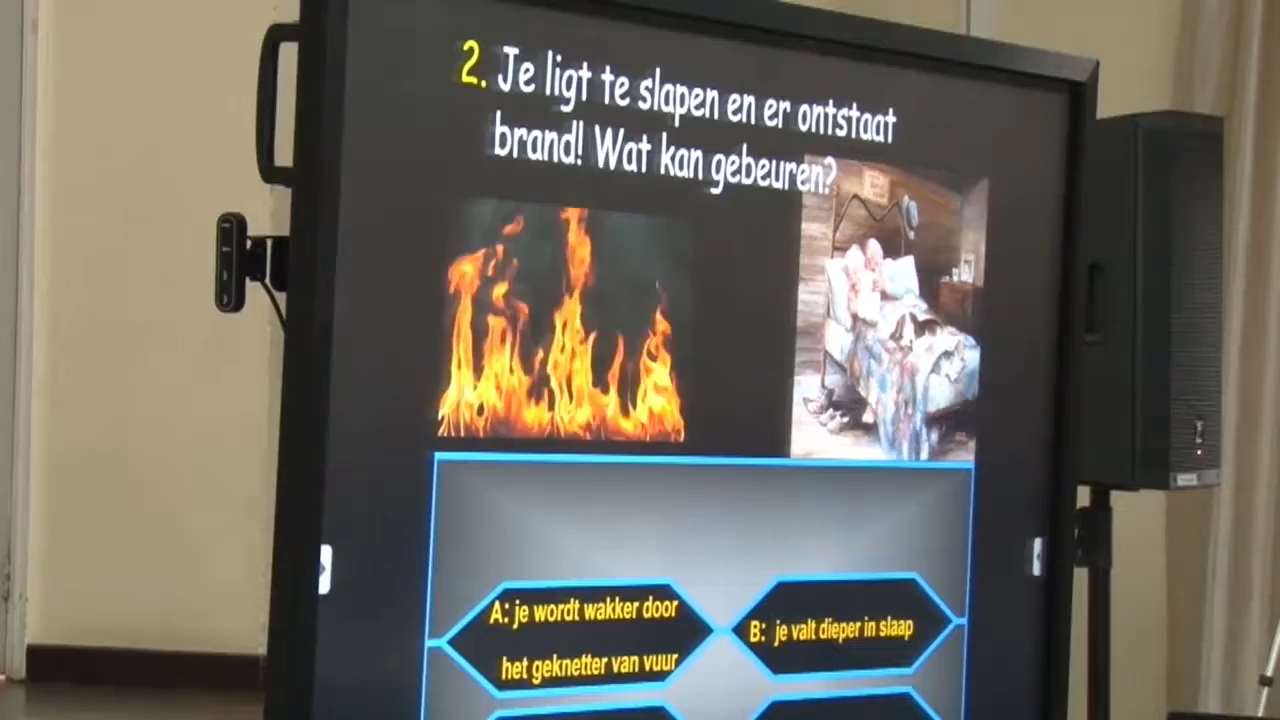 2. Je ligt te slapen en er ontstaat
brand! Wat kan gebeuren?
A: je wordt wakker door
het geknetter van vuur
B: je valt dieper in slaap